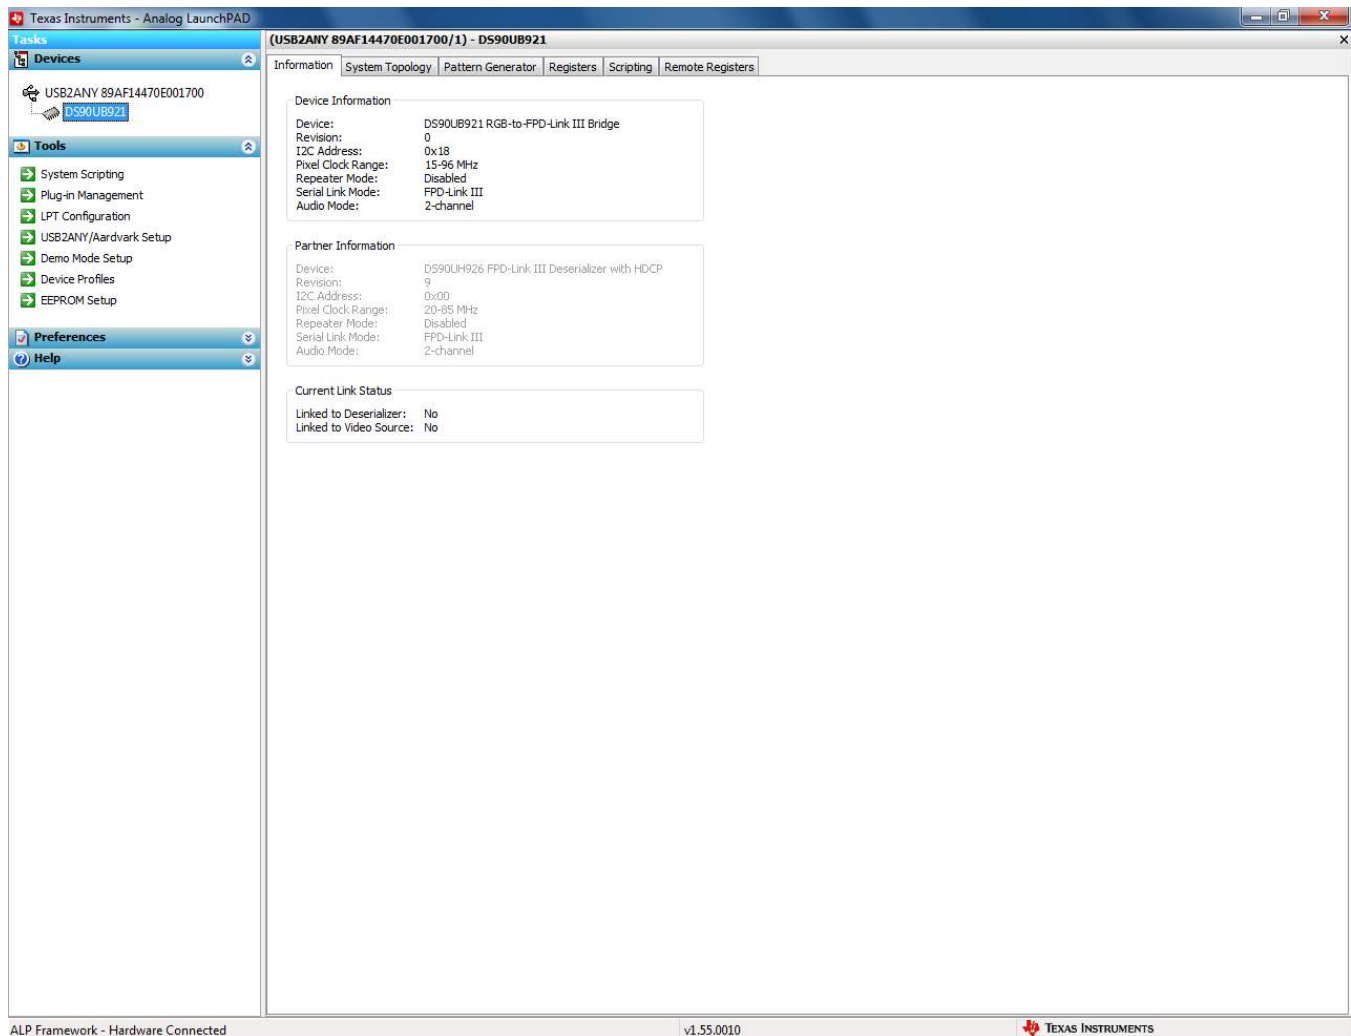 Texas Instruments - Analog LaunchPAD
Tasks
Devices
USB2ANY 89AF14470E001700
DS90UB921
Tools
System Scripting
Plug-in Management
LPT Configuration
USB2ANY/Aardvark Setup
Demo Mode Setup
Device Profiles
EEPROM Setup
Preferences
Help
(USB2ANY 89AF14470E001700/1) - DS90UB921
Information System Topology Pattern Generator Registers Scripting Remote Registers
Device Information
Device: DS90UB921 RGB-to-FPD-Link III Bridge
Revision: 0
I2C Address: 0x18
Pixel Clock Range: 15-96 MHz
Repeater Mode: Disabled
Serial Link Mode: FPD-Link III
Audio Mode: 2-channel
Partner Information
Device: DS90UH926 FPD-Link III Deserializer with HDCP
Revision: 9
I2C Address: 0x00
Pixel Clock Range: 20-85 MHz
Repeater Mode: Disabled
Serial Link Mode: FPD-Link III
Audio Mode: 2-channel
Current Link Status
Linked to Deserializer: No
Linked to Video Source: No
ALP Framework - Hardware Connected v1.55.0010 TEXAS INSTRUMENTS